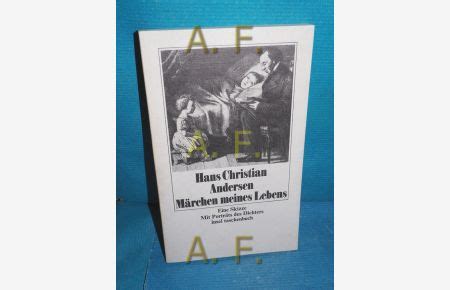 A. F.
A. F.
Hans Christian
Andersen
Märchen meines Lebens
Eine Skizze
Mit Porträts des Dichters
insel taschenbuch
A. F.